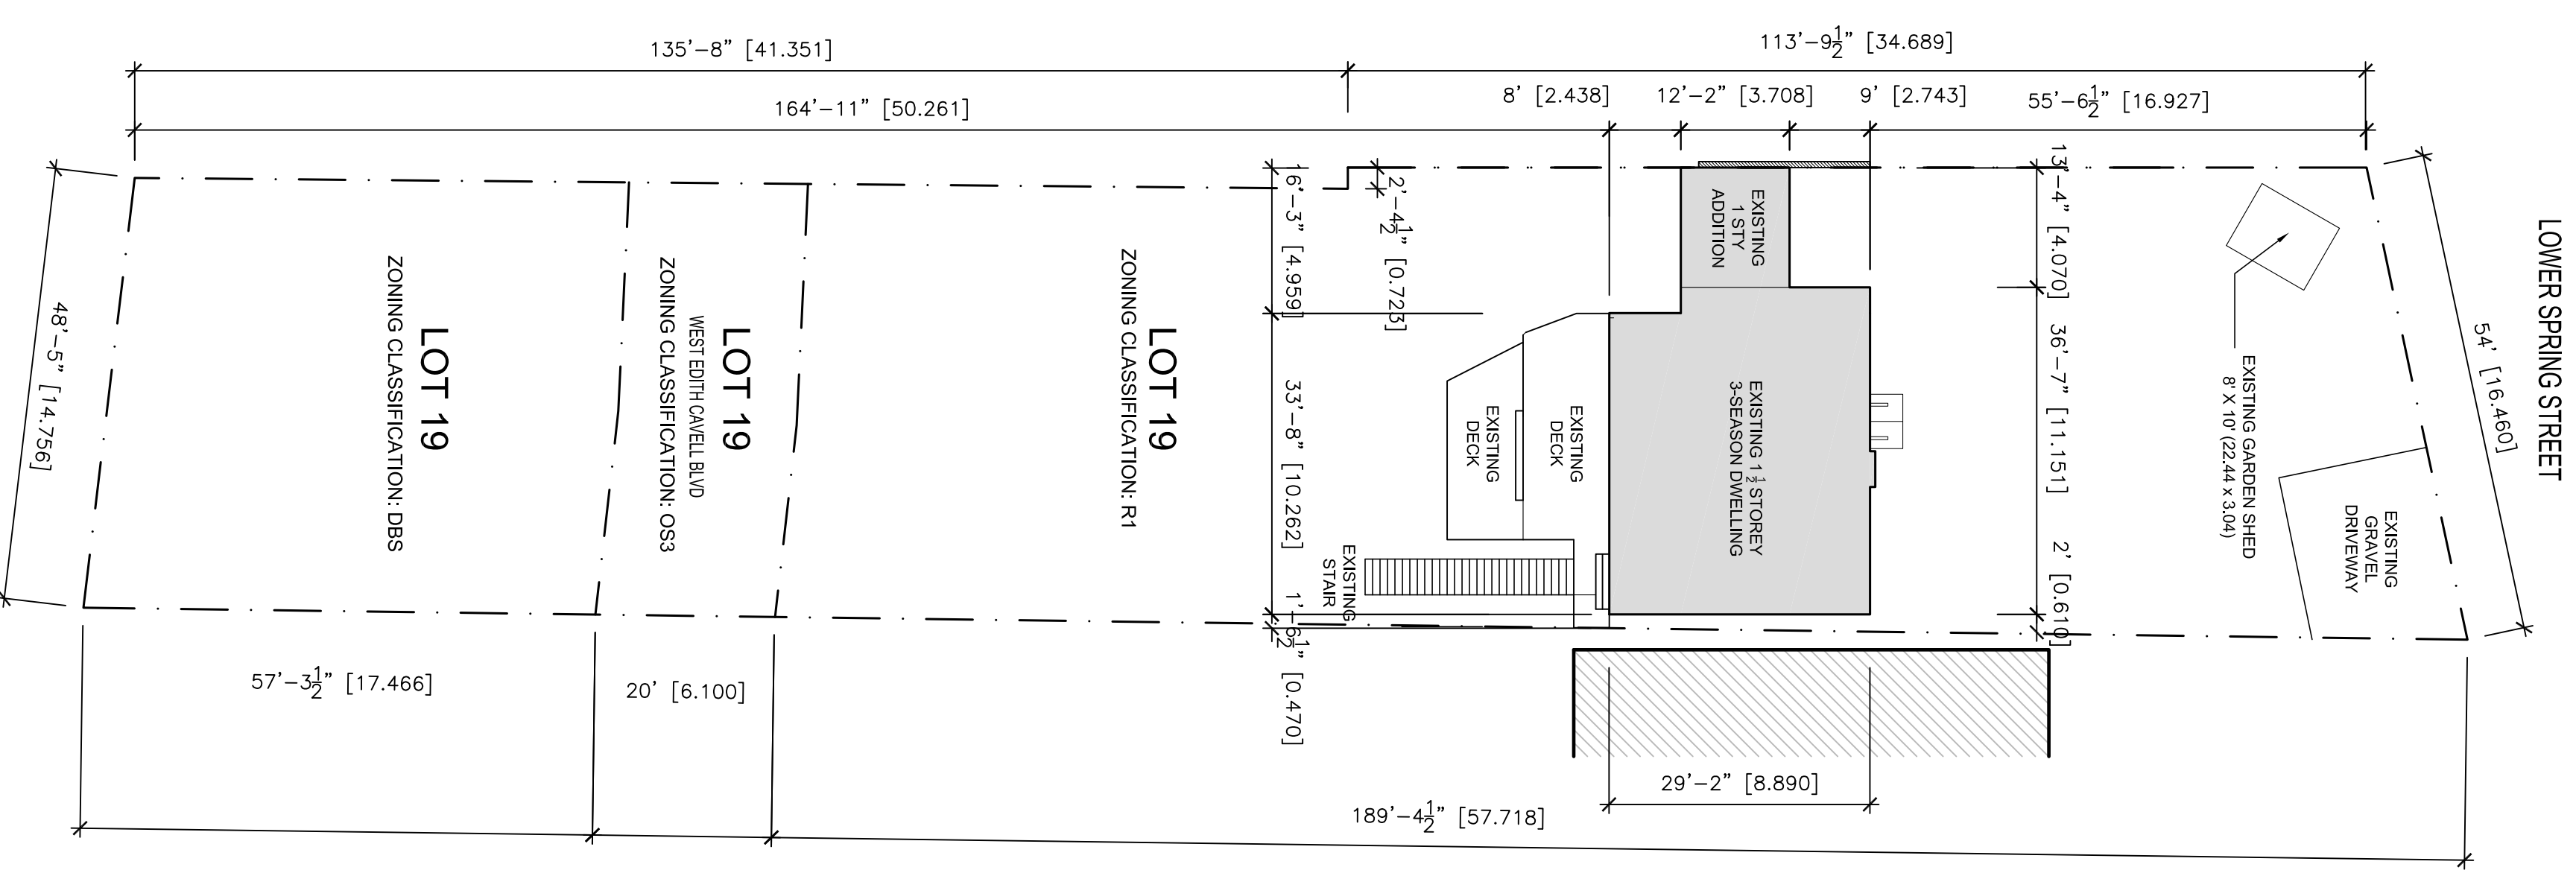 135'-8" [41.351]
113'-9½" [34.689]
164'-11" [50.261]
8' [2.438]
12'-2" [3.708]
9' [2.743]
55'-6½" [16.927]
LOWER SPRING STREET
54' [16.460]
13'-4" [4.070]
36'-7" [11.151]
2' [0.610]
EXISTING GARDEN SHED
8' X 10' (22.44 x 3.04)
EXISTING
GRAVEL
DRIVEWAY
EXISTING
1 STY
ADDITION
EXISTING 1 ½ STOREY
3-SEASON DWELLING
EXISTING
DECK
EXISTING
DECK
EXISTING
STAIR
2'-4½" [0.723]
16'-3" [4.959]
33'-8" [10.262]
1'-6½" [0.470]
LOT 19
ZONING CLASSIFICATION: R1
LOT 19
WEST EDITH CAVELL BLVD
ZONING CLASSIFICATION: OS3
LOT 19
ZONING CLASSIFICATION: DBS
48'-5" [14.756]
57'-3½" [17.466]
20' [6.100]
29'-2" [8.890]
189'-4½" [57.718]